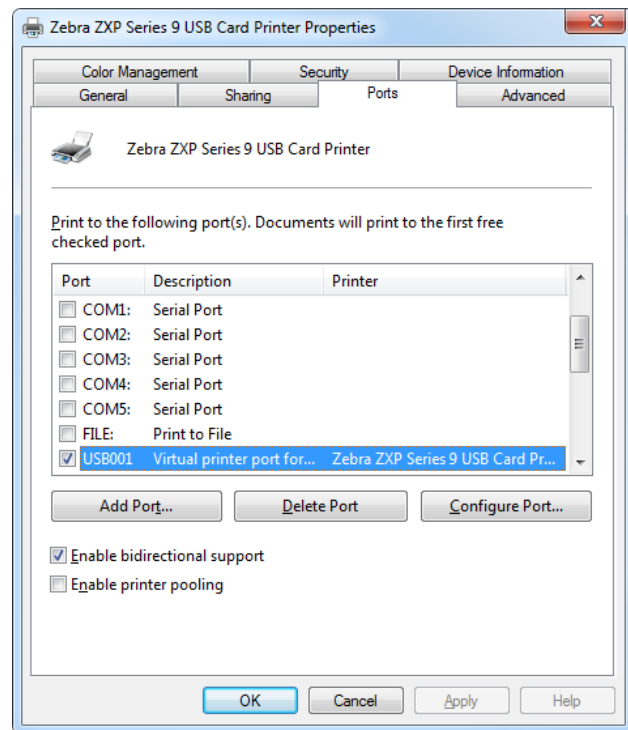 Zebra ZXP Series 9 USB Card Printer Properties
Color Management Security Device Information
General Sharing Ports Advanced
Zebra ZXP Series 9 USB Card Printer
Print to the following port(s). Documents will print to the first free
checked port.
Port Description Printer
COM1: Serial Port
COM2: Serial Port
COM3: Serial Port
COM4: Serial Port
COM5: Serial Port
FILE: Print to File
USB001 Virtual printer port for... Zebra ZXP Series 9 USB Card Pr...
Add Port... Delete Port Configure Port...
Enable bidirectional support
Enable printer pooling
OK Cancel Apply Help